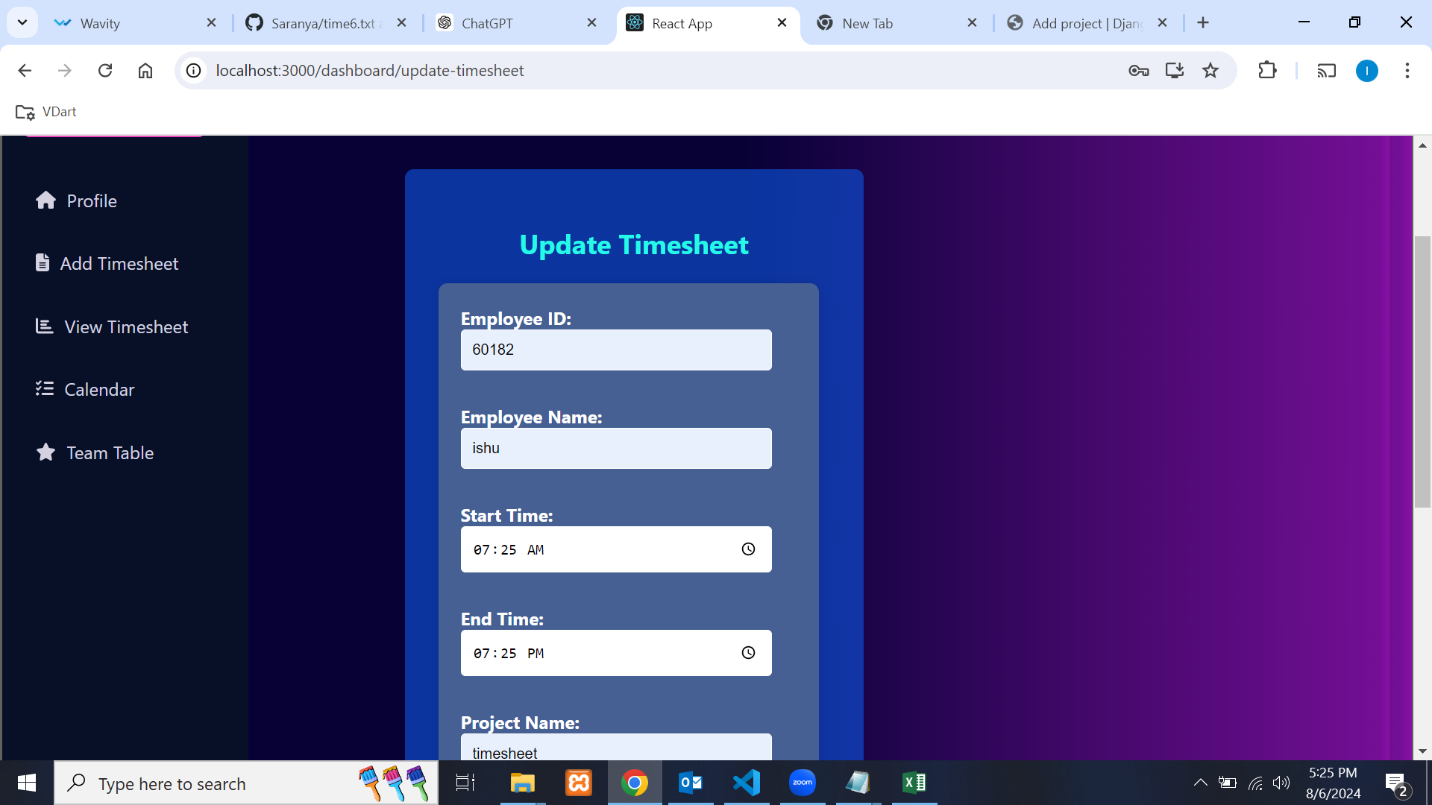 Wavity
Saranya/time6.txt a
ChatGPT
React App
New Tab
Add project | Djang
localhost:3000/dashboard/update-timesheet
I
VDart
Profile
Add Timesheet
View Timesheet
Calendar
Team Table
Update Timesheet
Employee ID:
60182
Employee Name:
ishu
Start Time:
07:25 AM
End Time:
07:25 PM
Project Name:
timesheet
Type here to search
zoom
5:25 PM
8/6/2024
2